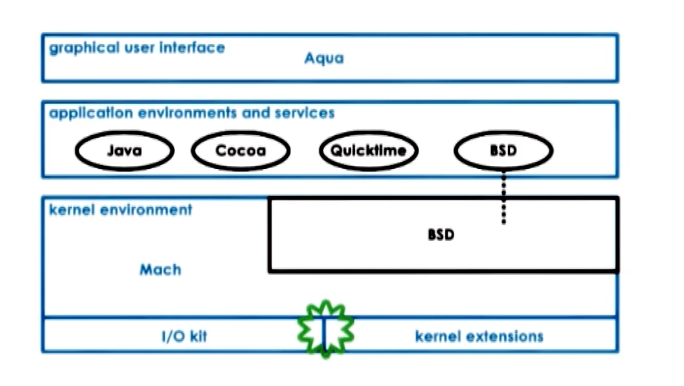 graphical user interface
Aqua
application environments and services
Java Cocoa Quicktime BSD
kernel environment
BSD
Mach
I/O kit kernel extensions